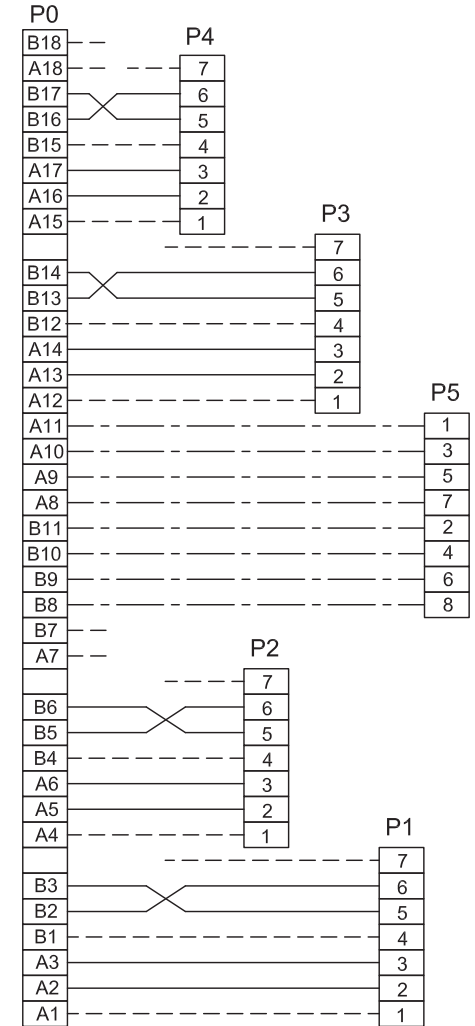 P0
B18
P4
A18 7
B17 6
B16 5
B15 4
A17 3
A16 2
A15 1
P3
7
B14 6
B13 5
B12 4
A14 3
A13 2
A12 1
P5
A11 1
A10 3
A9 5
A8 7
B11 2
B10 4
B9 6
B8 8
B7
A7
P2
7
B6 6
B5 5
B4 4
A6 3
A5 2
A4 1
P1
7
B3 6
B2 5
B1 4
A3 3
A2 2
A1 1